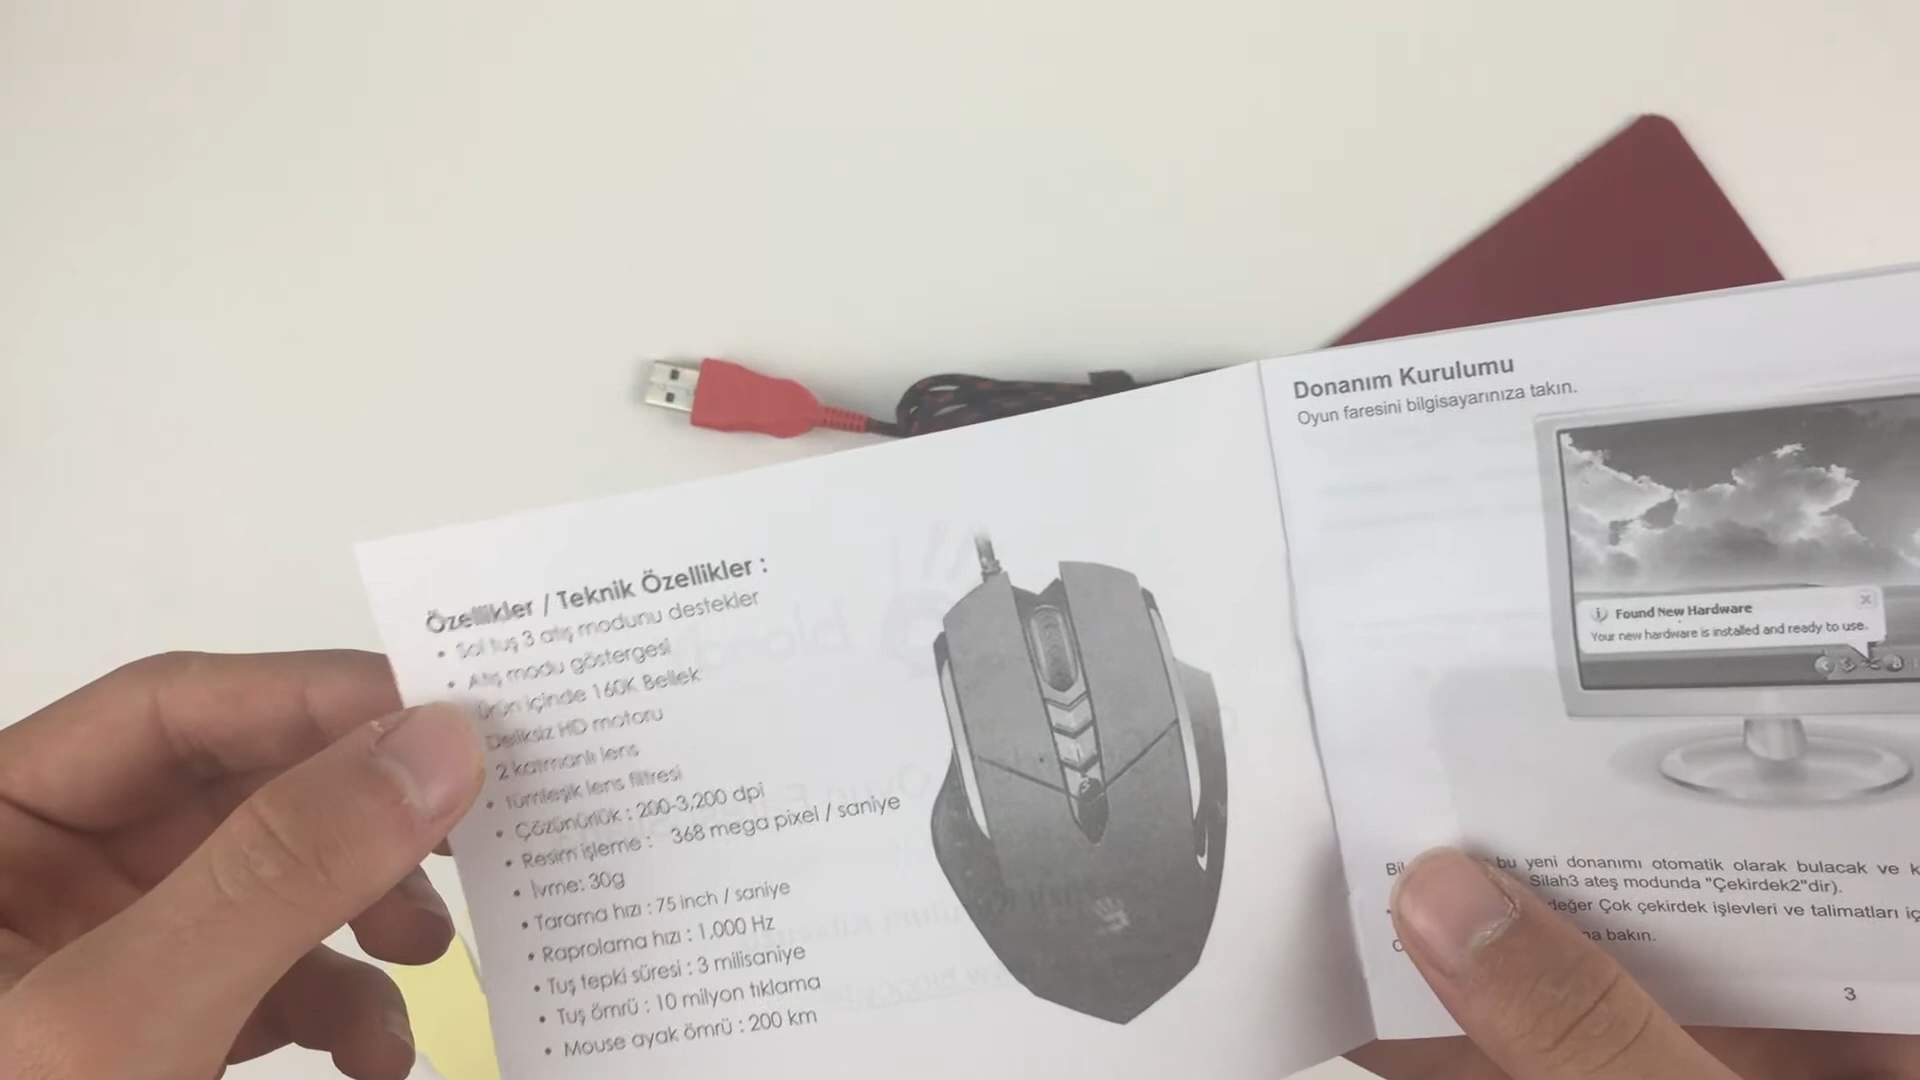 Özellikler / Teknik Özellikler :
• Sol tuş 3 atış modunu destekler
• Atış modu göstergesi
Ürün içinde 160K Bellek
Deliksiz HD motoru
2 katmanlı lens
• tümleşik lens filtresi
• Çözünürlük : 200-3,200 dpi
• Resim işleme : 368 mega pixel / saniye
• İvme: 30g
• Tarama hızı : 75 inch / saniye
• Raprolama hızı : 1,000 Hz
• Tuş tepki süresi : 3 milisaniye
• Tuş ömrü : 10 milyon tıklama
• Mouse ayak ömrü : 200 km
Donanım Kurulumu
Oyun faresini bilgisayarınıza takın.
Found New Hardware
Your new hardware is installed and ready to use.
bu yeni donanımı otomatik olarak bulacak ve
Silah3 ateş modunda "Çekirdek2"dir).
değer Çok çekirdek işlevleri ve talimatları
bakın.
3